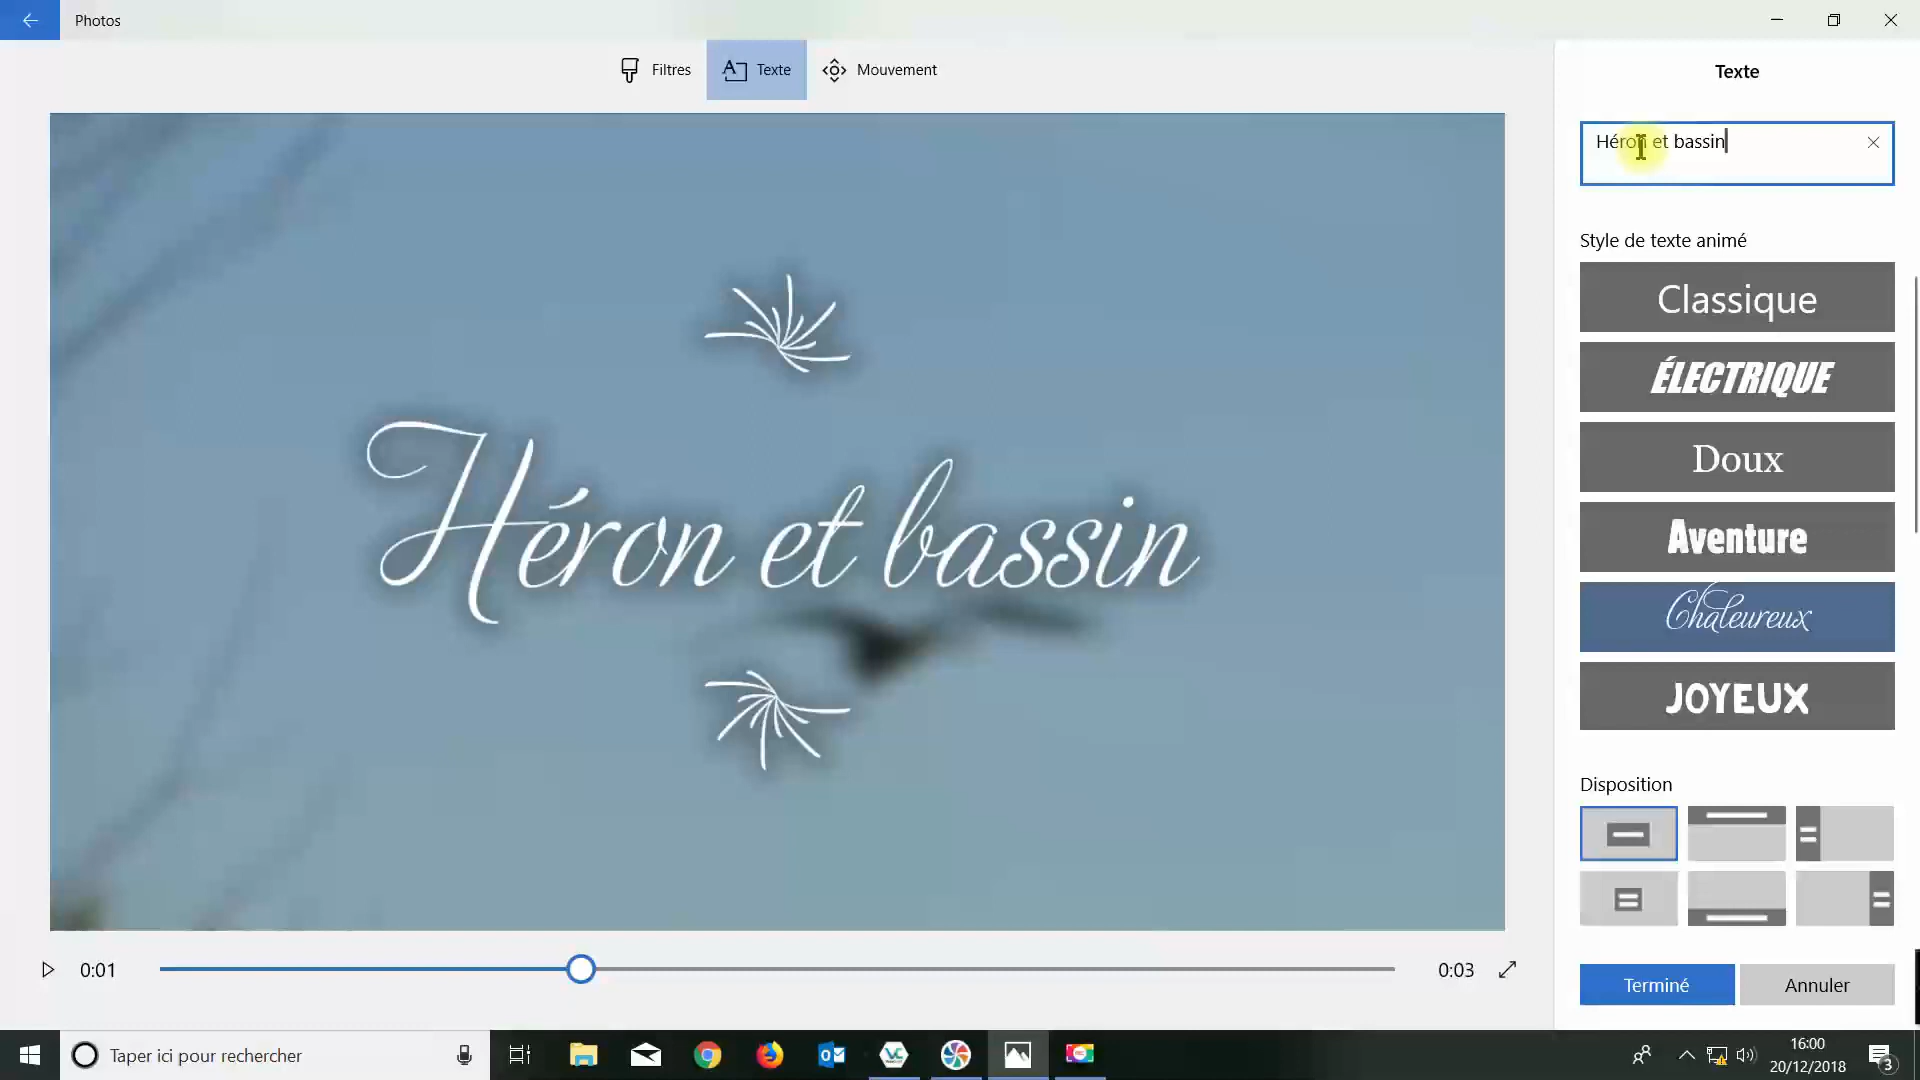 Photos
Filtres
Texte
Mouvement
Texte
Héron et bassin
Style de texte animé
Classique
ÉLECTRIQUE
Doux
Aventure
Chaleureux
JOYEUX
Héron et bassin
Disposition
0:01
0:03
Terminé
Annuler
Taper ici pour rechercher
16:00
20/12/2018
3